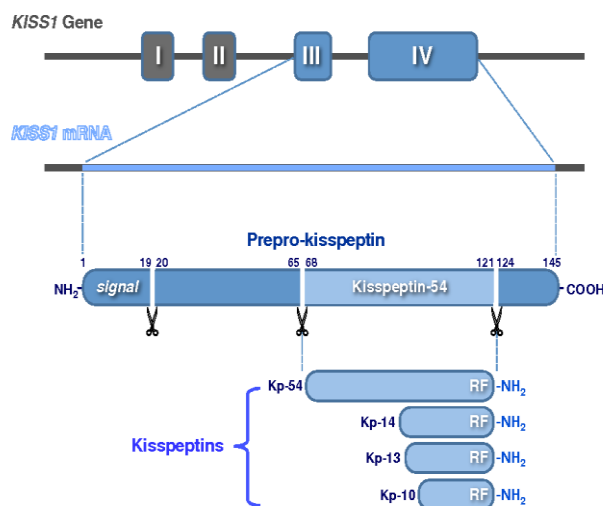 KISS1 Gene
I II III IV
KISS1 mRNA
Prepro-kisspeptin
1 19 20 65 68 121 124 145
NH2 signal Kisspeptin-54 COOH
Kp-54 RF -NH2
Kp-14 RF -NH2
Kisspeptins
Kp-13 RF -NH2
Kp-10 RF -NH2